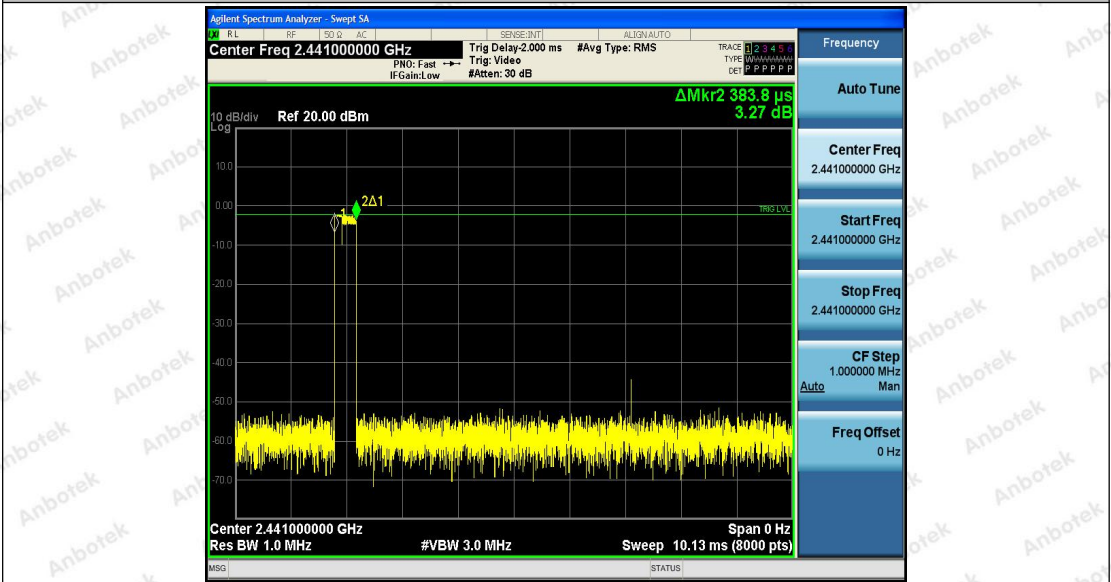 Agilent Spectrum Analyzer - Swept SA
RL RF 50 Ω AC SENSE:INT ALIGN AUTO
Center Freq 2.441000000 GHz
PNO: Fast
IFGain:Low
Trig Delay-2.000 ms
Trig: Video
#Atten: 30 dB
#Avg Type: RMS
TRACE 1 2 3 4 5 6
TYPE W
DET P P P P P P
ΔMkr2 383.8 µs
3.27 dB
10 dB/div
Log
Ref 20.00 dBm
10.0
0.00
-10.0
-20.0
-30.0
-40.0
-50.0
-60.0
-70.0
1
2Δ1
TRIG LVL
Center 2.441000000 GHz
Span 0 Hz
Res BW 1.0 MHz
#VBW 3.0 MHz
Sweep 10.13 ms (8000 pts)
MSG
STATUS
Frequency
Auto Tune
Center Freq
2.441000000 GHz
Start Freq
2.441000000 GHz
Stop Freq
2.441000000 GHz
CF Step
1.000000 MHz
Auto Man
Freq Offset
0 Hz
Anbotek